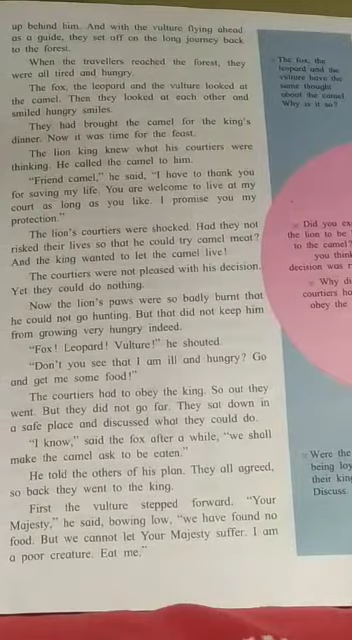 up behind him. And with the vulture flying ahead
as a guide, they set off on the long journey back
to the forest.
When the travellers reached the forest, they
were all tired and hungry.
The fox, the leopard and the vulture looked at
the camel. Then they looked at each other and
smiled hungry smiles.
They had brought the camel for the king's
dinner. Now it was time for the feast.
The lion king knew what his courtiers were
thinking. He called the camel to him.
"Friend camel," he said, "I have to thank you
for saving my life. You are welcome to live at my
court as long as you like. I promise you my
protection."
The lion's courtiers were shocked. Had they not
risked their lives so that he could try camel meat?
And the king wanted to let the camel live!
The courtiers were not pleased with his decision.
Yet they could do nothing.
Now the lion's paws were so badly burnt that
he could not go hunting. But that did not keep him
from growing very hungry indeed.
"Fox! Leopard! Vulture!" he shouted.
"Don't you see that I am ill and hungry? Go
and get me some food!"
The courtiers had to obey the king. So out they
went. But they did not go far. They sat down in
a safe place and discussed what they could do.
"I know," said the fox after a while, "we shall
make the camel ask to be eaten."
He told the others of his plan. They all agreed,
so back they went to the king.
First the vulture stepped forward. "Your
Majesty," he said, bowing low, "we have found no
food. But we cannot let Your Majesty suffer. I am
a poor creature. Eat me."
The fox, the
leopard and the
vulture have the
same thought
about the camel
Why is it so?
Did you ex
the lion to be
to the camel?
you think
decision was r
Why di
courtiers ha
obey the
Were the
being loy
their king
Discuss.